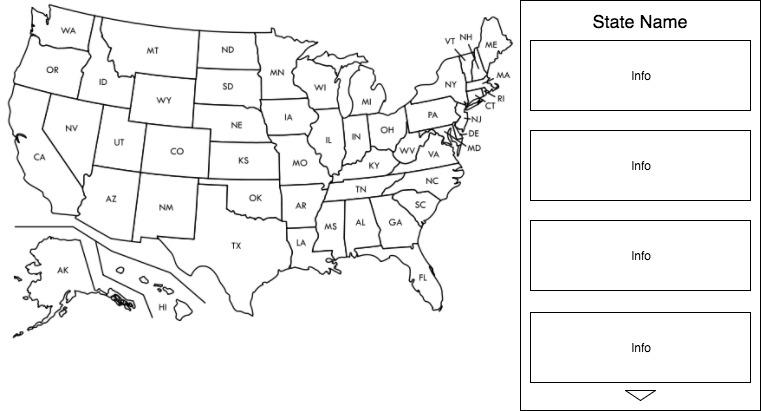 WA
MT
ND
MN
OR
ID
SD
WY
WI
MI
VT
NH
ME
NY
MA
RI
CT
NV
UT
CO
NE
IA
IL
IN
OH
PA
NJ
DE
MD
CA
KS
MO
KY
WV
VA
AZ
NM
OK
AR
TN
NC
SC
TX
LA
MS
AL
GA
FL
AK
HI
State Name
Info
Info
Info
Info